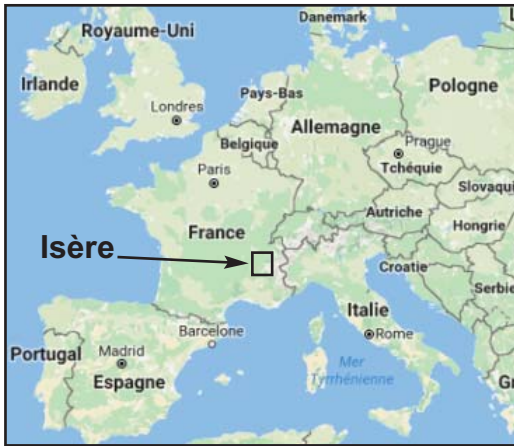 Danemark
L
Royaume-Uni
Irlande
Pologne
Pays-Bas
Londres
Allemagne
Belgique
Prague
Paris
Tchéquie
Slovaqui
Autriche
France
Hongrie
Isère
Croatie
Serbie
Italie
Barcelone
Rome
Portugal
Madrid
Mer
Tyrrhénienne
Espagne
Gr